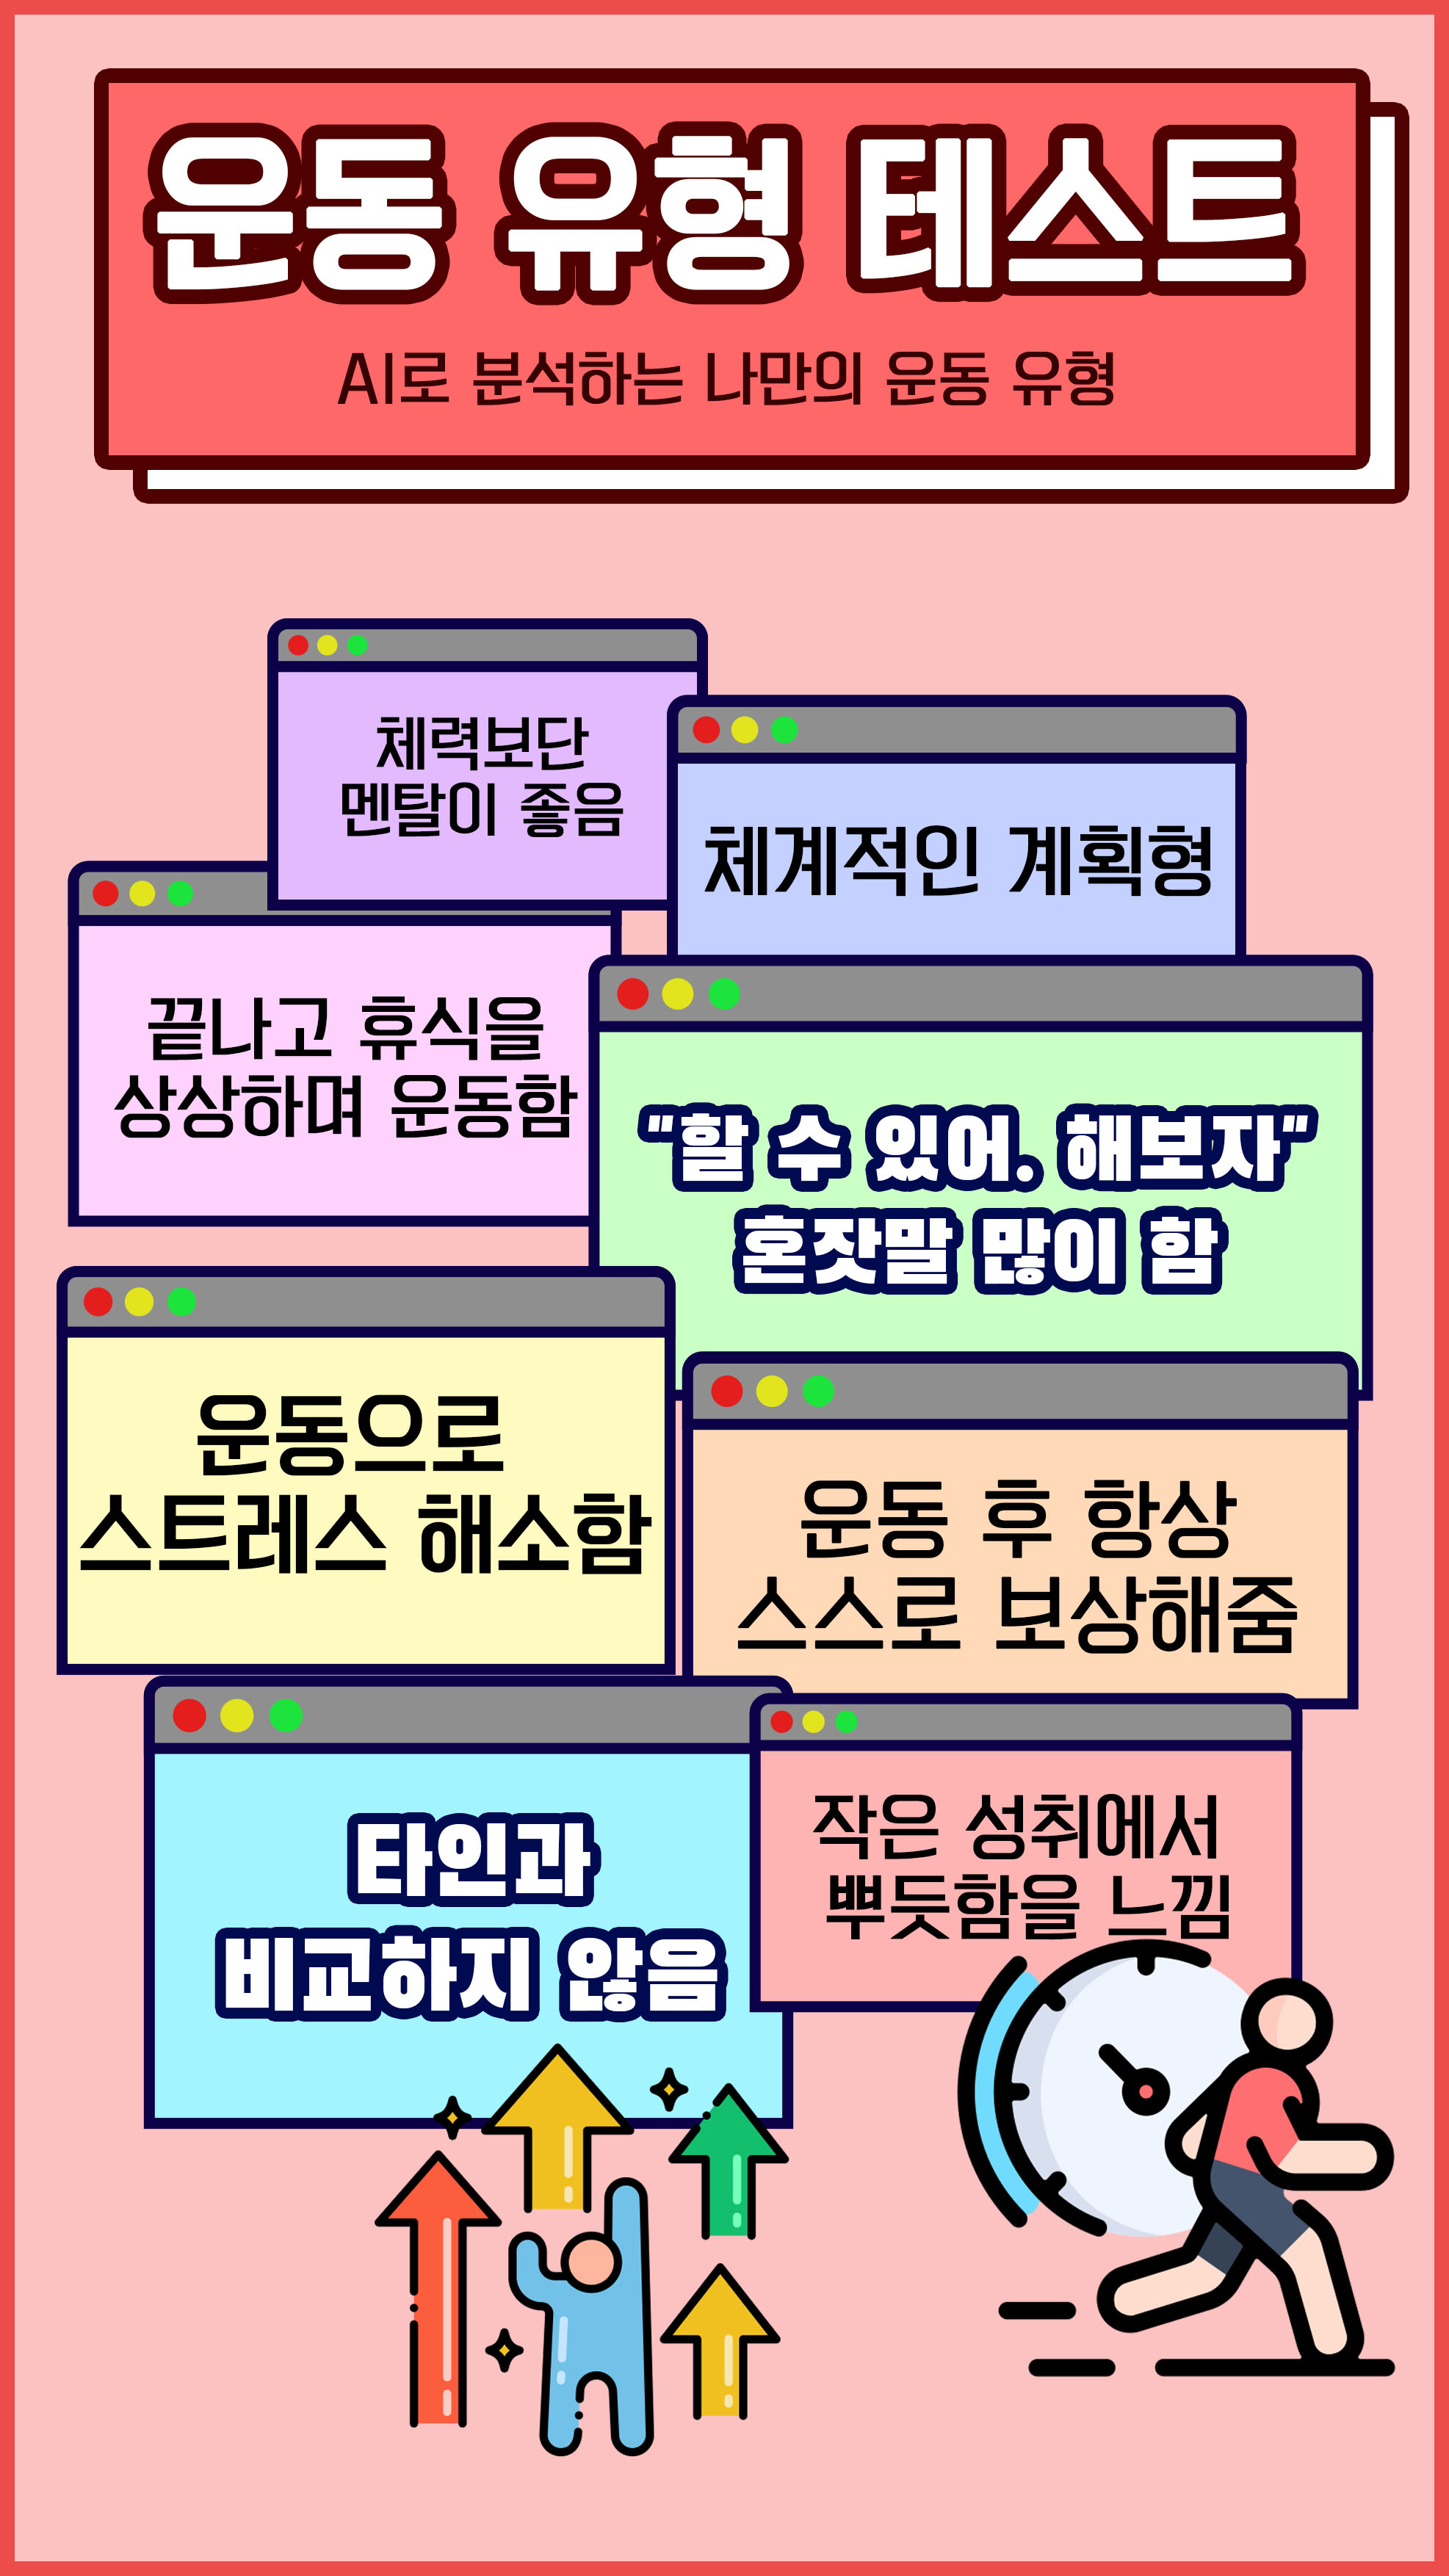 운동 유형 테스트
AI로 분석하는 나만의 운동 유형
체력보단
멘탈이 좋음
체계적인 계획형
끝나고 휴식을
상상하며 운동함
"할 수 있어. 해보자"
혼잣말 많이 함
운동으로
스트레스 해소함
운동 후 항상
스스로 보상해줌
타인과
비교하지 않음
작은 성취에서
뿌듯함을 느낌